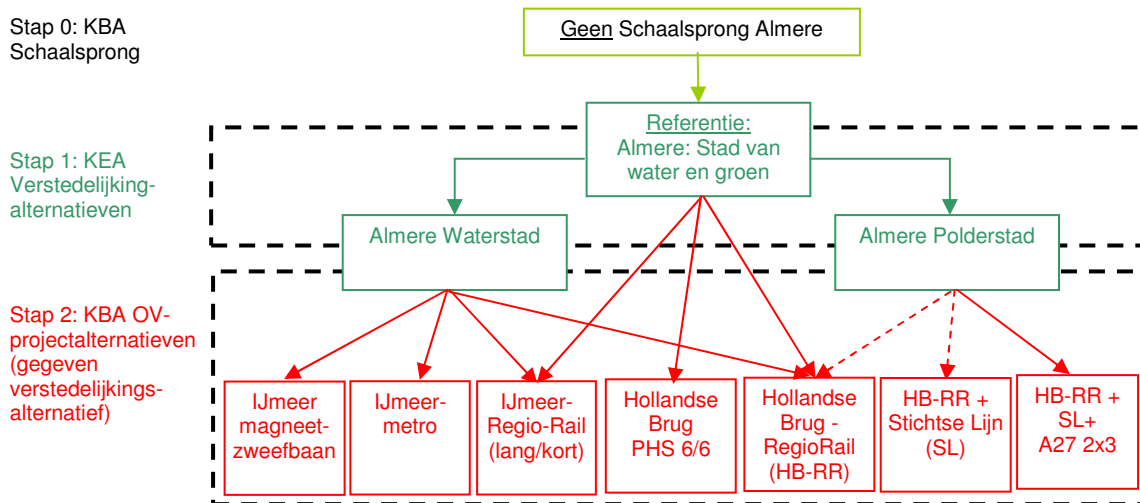 Stap 0: KBA
Schaalsprong
Geen Schaalsprong Almere
Stap 1: KEA
Verstedelijking-
alternatieven
Referentie:
Almere: Stad van
water en groen
Almere Waterstad
Almere Polderstad
Stap 2: KBA OV-
projectalternatieven
(gegeven
verstedelijkings-
alternatief)
IJmeer
magneet-
zweefbaan
IJmeer-
metro
IJmeer-
Regio-Rail
(lang/kort)
Hollandse
Brug
PHS 6/6
Hollandse
Brug -
RegioRail
(HB-RR)
HB-RR +
Stichtse Lijn
(SL)
HB-RR +
SL+
A27 2x3